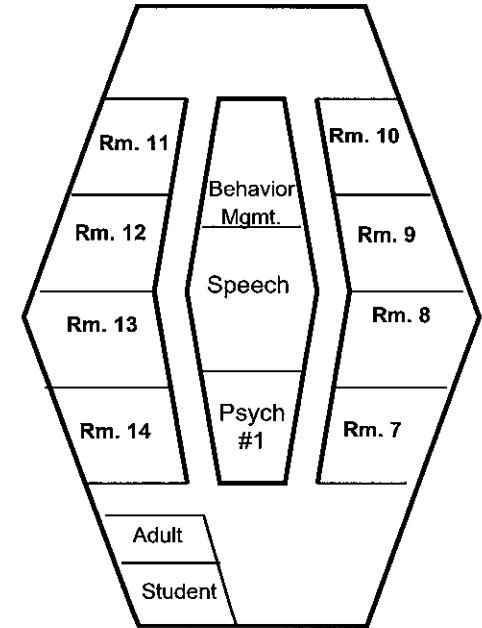 Rm. 11
Rm. 10
Behavior
Mgmt.
Rm. 12
Rm. 9
Speech
Rm. 13
Rm. 8
Psych
#1
Rm. 14
Rm. 7
Adult
Student